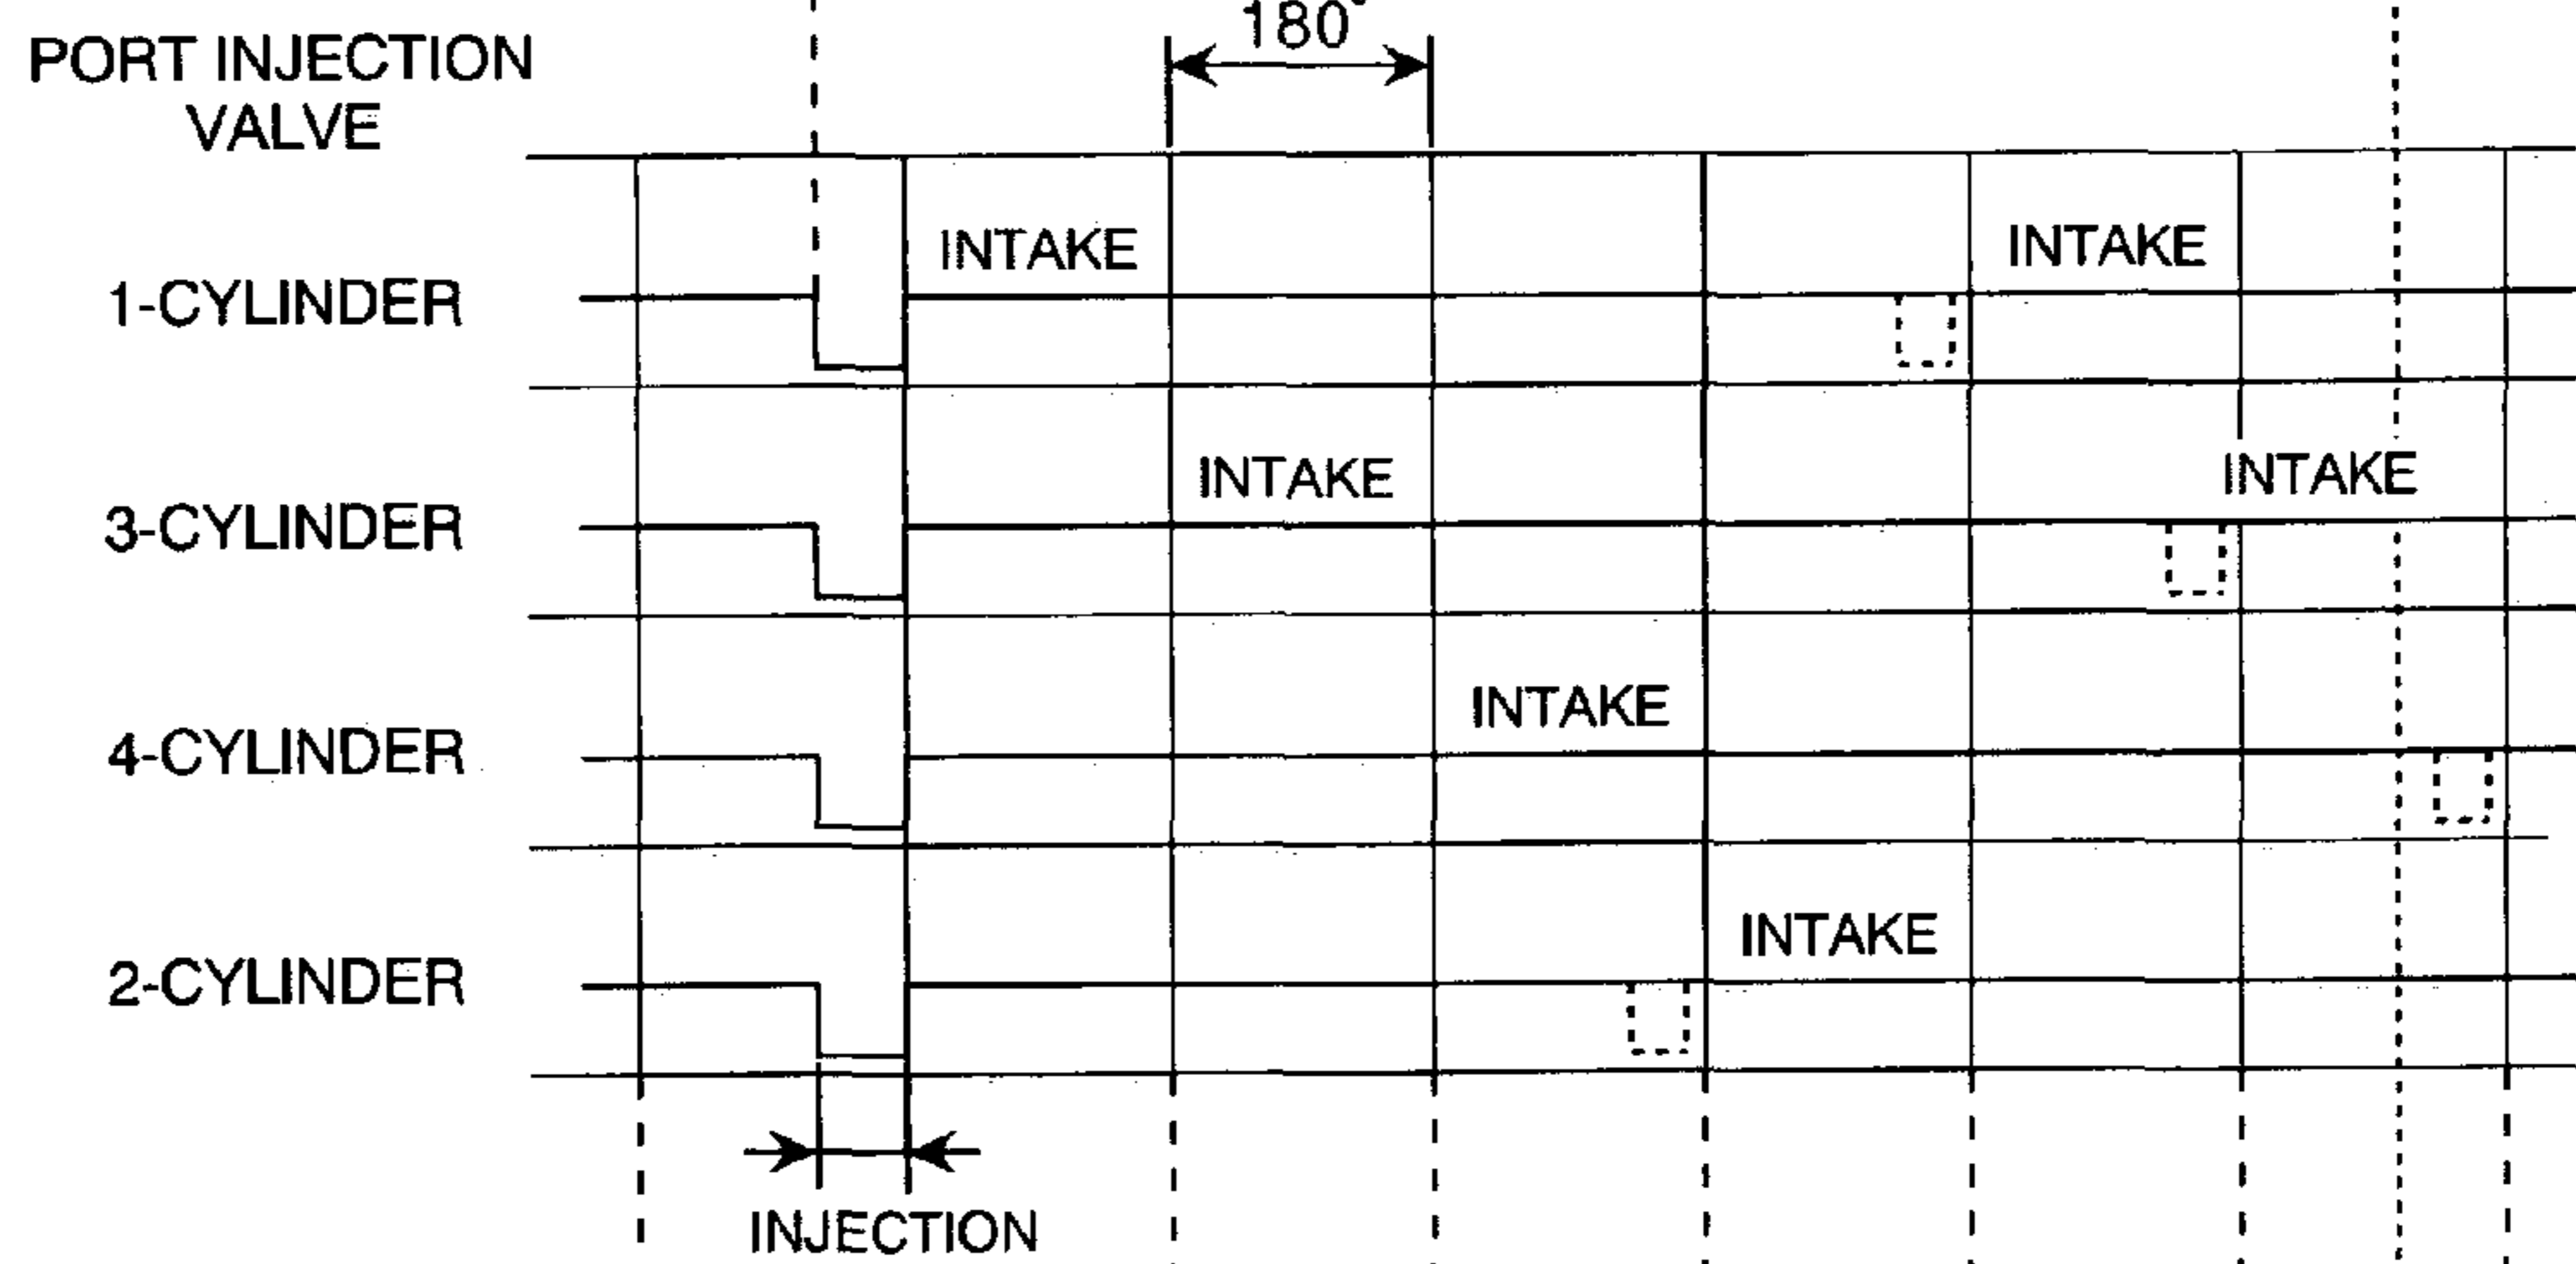 PORT INJECTION
VALVE
180°
INTAKE
INTAKE
1-CYLINDER
INTAKE
INTAKE
3-CYLINDER
INTAKE
4-CYLINDER
INTAKE
2-CYLINDER
INJECTION